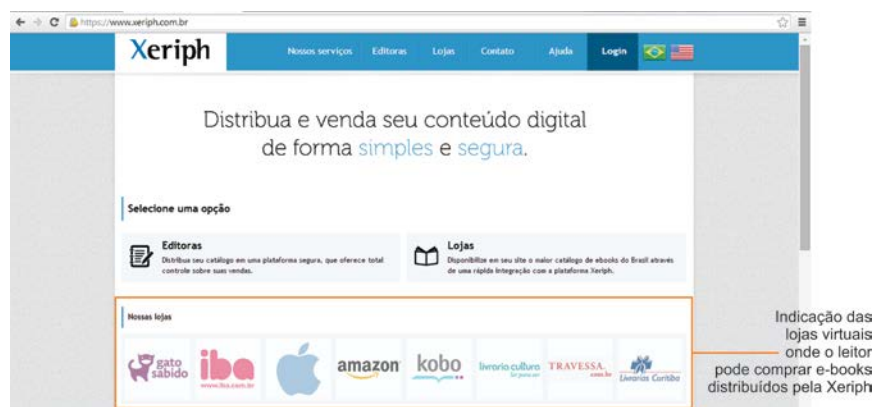 https://www.xeriph.com.br
Xeriph
Nossos serviços Editoras Lojas Contato Ajuda Login
Distribua e venda seu conteúdo digital
de forma simples e segura.
Selecione uma opção
Editoras
Distribua seu catálogo em uma plataforma segura, que oferece total
controle sobre suas vendas.
Lojas
Disponibilize em seu site o maior catálogo de ebooks do Brasil através
de uma rápida integração com a plataforma Xeriph.
Nossas lojas
gato
sabido
iba
www.iba.com.br
amazon
kobo
livraria cultura
TRAVESSA.
.com.br
Livrarias Curitiba
Indicação das
lojas virtuais
onde o leitor
pode comprar e-books
distribuídos pela Xeriph